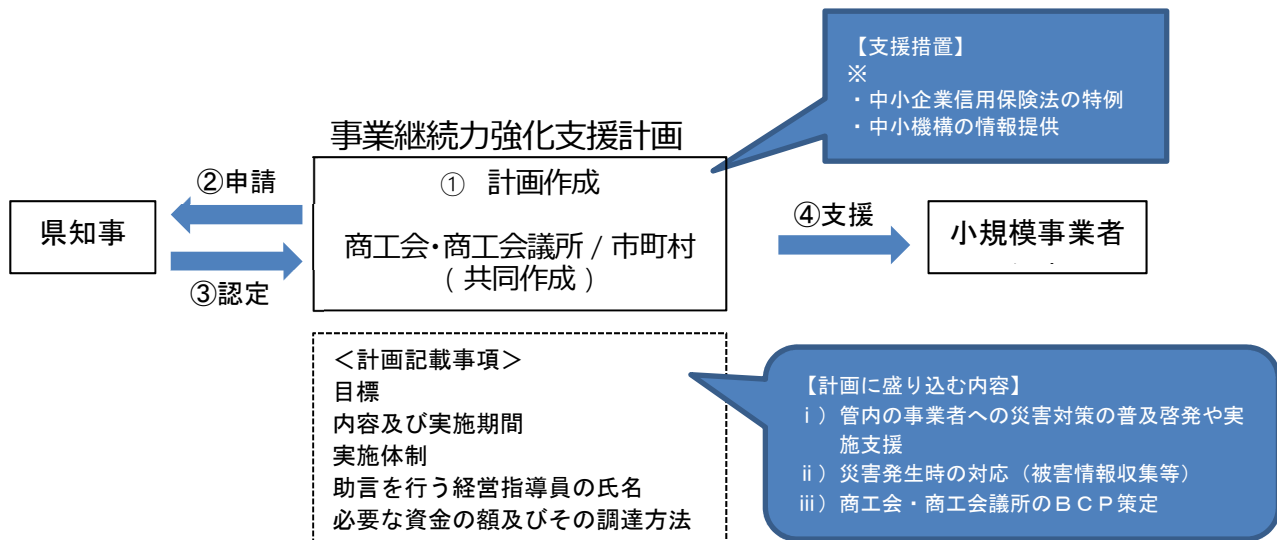 【支援措置】
※
・中小企業信用保険法の特例
・中小機構の情報提供
事業継続力強化支援計画
① 計画作成
商工会・商工会議所 / 市町村
( 共同作成 )
②申請
県知事
③認定
④支援
小規模事業者
＜計画記載事項＞
目標
内容及び実施期間
実施体制
助言を行う経営指導員の氏名
必要な資金の額及びその調達方法
【計画に盛り込む内容】
ⅰ）管内の事業者への災害対策の普及啓発や実
施支援
ⅱ）災害発生時の対応（被害情報収集等）
ⅲ）商工会・商工会議所のＢＣＰ策定